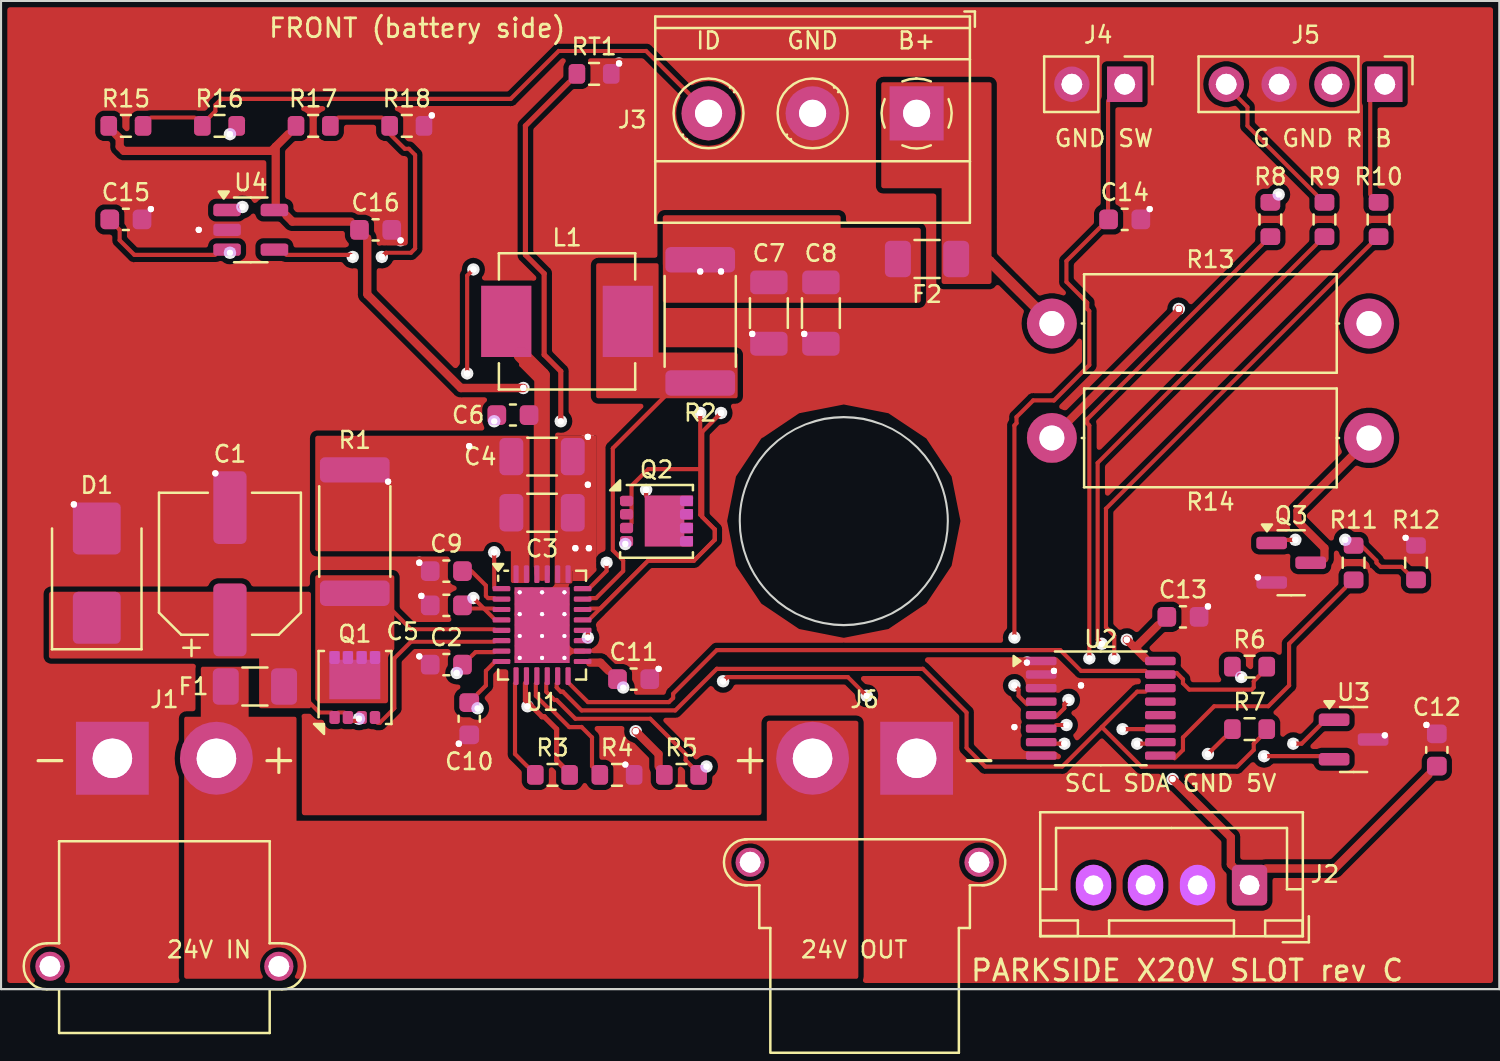 FRONT (battery side)
RT1
ID GND B+
J4
J5
R15 R16 R17 R18
J3
GND SW
G GND R B
U4
C15
C16
C14
R8 R9 R10
L1
C7 C8
F2
R13
C6
R2
R1
C1
C4
Q2
D1
R14
Q3
R11 R12
C9
C3
C13
C5
Q1
C2
C11
U2
R6
F1
J1
U1
J6
R7
U3
C12
R3 R4 R5
C10
- + + -
SCL SDA GND 5V
J2
24V IN
24V OUT
PARKSIDE X20V SLOT rev C